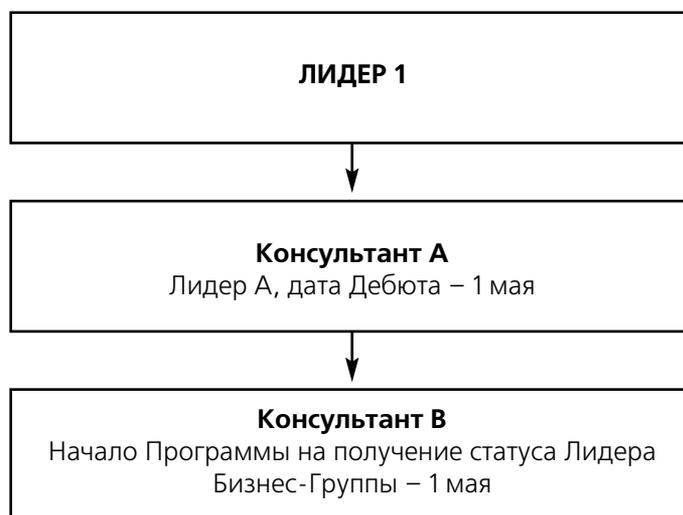 ЛИДЕР 1
Консультант А
Лидер А, дата Дебюта – 1 мая
Консультант В
Начало Программы на получение статуса Лидера
Бизнес-Группы – 1 мая